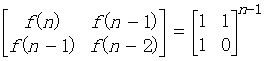 [f(n) f(n−1)
f(n−1) f(n−2)] = [1 1
1 0]^{n−1}